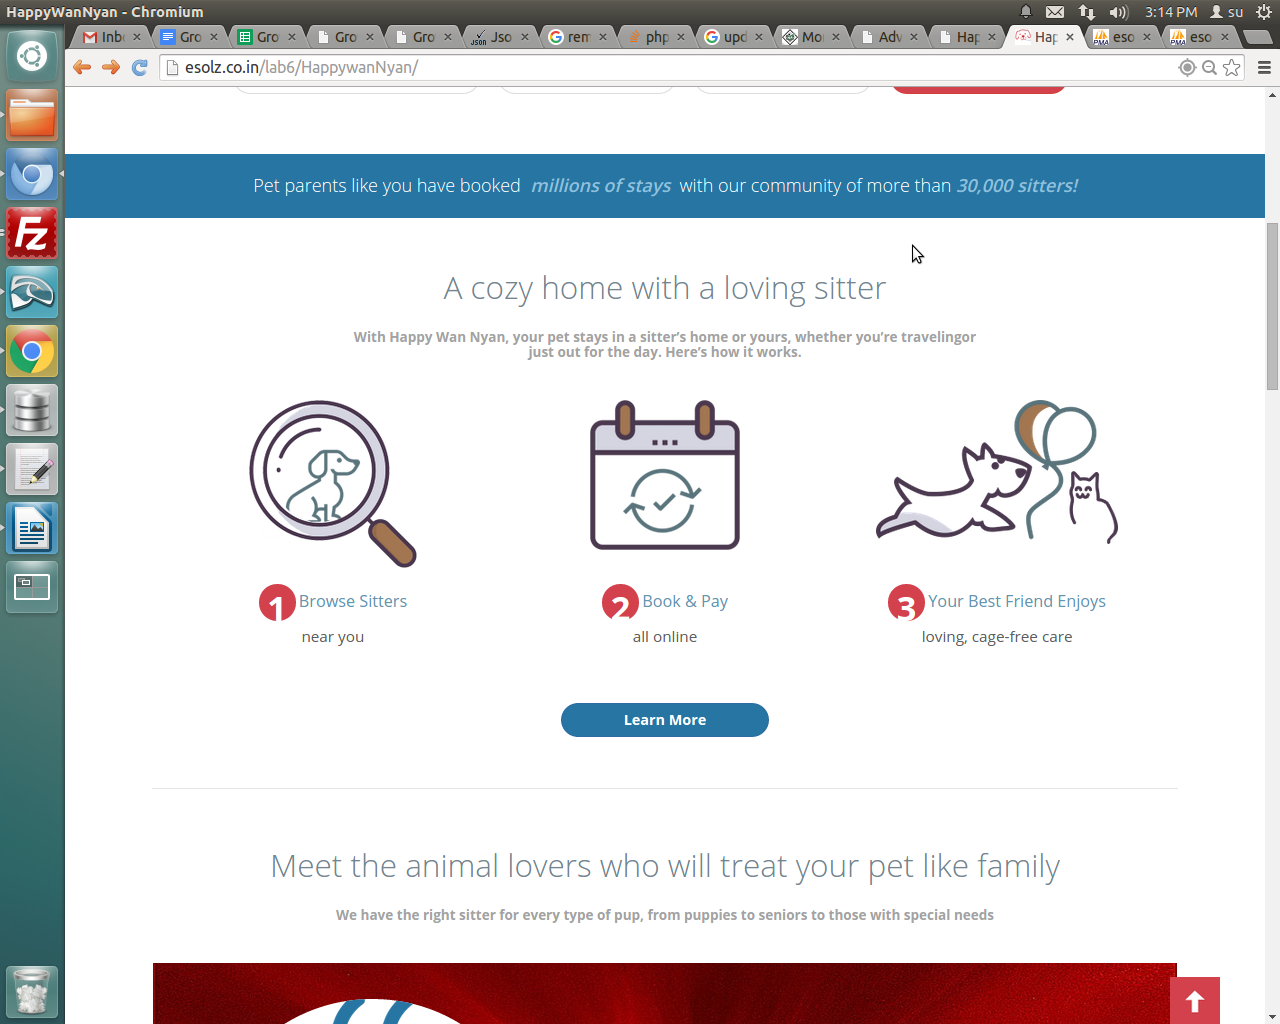 HappyWanNyan - Chromium
3:14 PM su
Inb Gro Gro Gro Gro Jso rem php upd Mo Adv Hap Hap eso eso
esolz.co.in/lab6/HappywanNyan/
Pet parents like you have booked millions of stays with our community of more than 30,000 sitters!
A cozy home with a loving sitter
With Happy Wan Nyan, your pet stays in a sitter's home or yours, whether you're travelingor
just out for the day. Here's how it works.
1 Browse Sitters
near you
2 Book & Pay
all online
3 Your Best Friend Enjoys
loving, cage-free care
Learn More
Meet the animal lovers who will treat your pet like family
We have the right sitter for every type of pup, from puppies to seniors to those with special needs